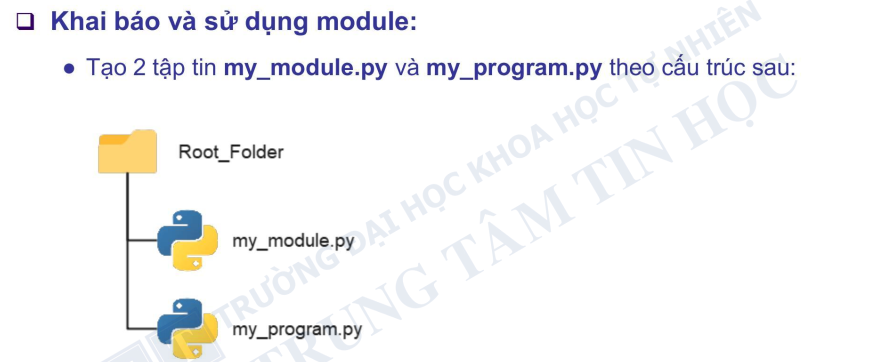 Khai báo và sử dụng module:
Tạo 2 tập tin my_module.py và my_program.py theo cấu trúc sau:
Root_Folder
my_module.py
my_program.py
TRƯỜNG ĐẠI HỌC KHOA HỌC TỰ NHIÊN
TRUNG TÂM TIN HỌC